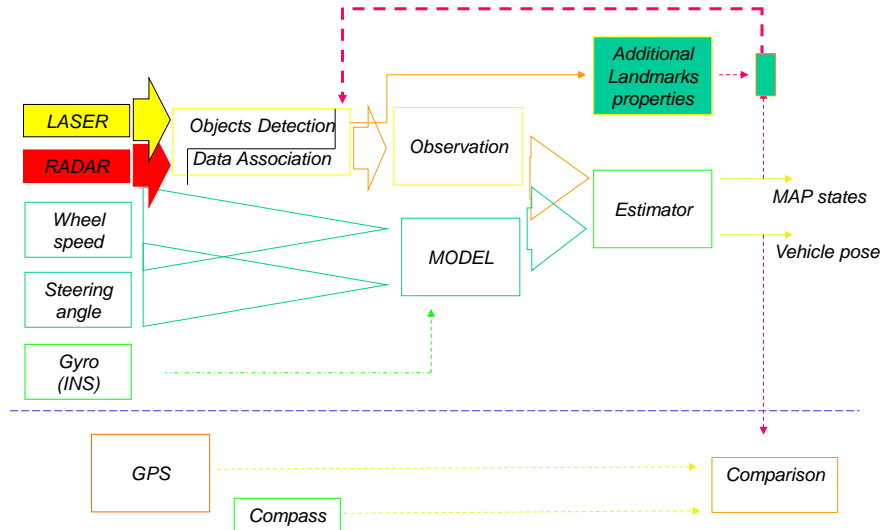 Additional
Landmarks
properties
LASER
Objects Detection
Data Association
Observation
RADAR
Wheel
speed
MODEL
Estimator
MAP states
Vehicle pose
Steering
angle
Gyro
(INS)
GPS
Comparison
Compass